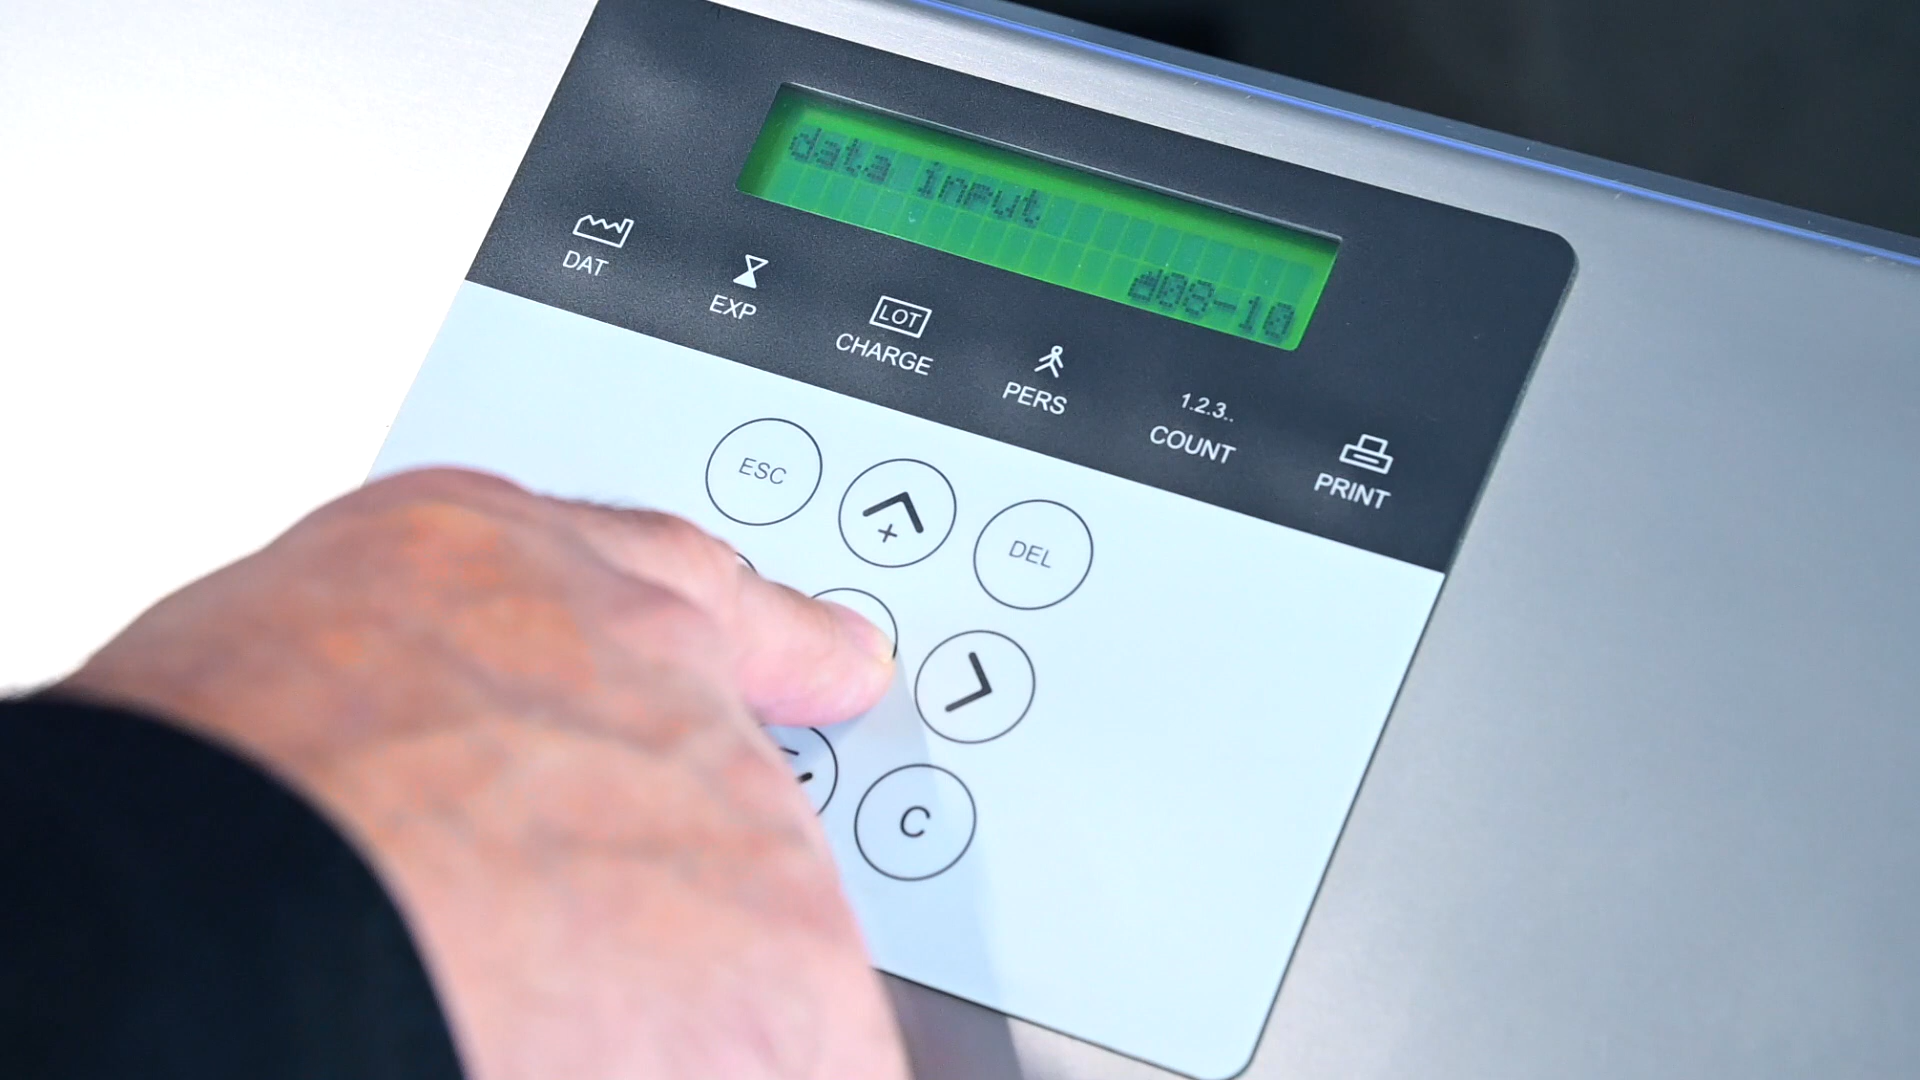 data input
d08-10
DAT
EXP
LOT
CHARGE
PERS
1.2.3..
COUNT
PRINT
ESC
+
DEL
C